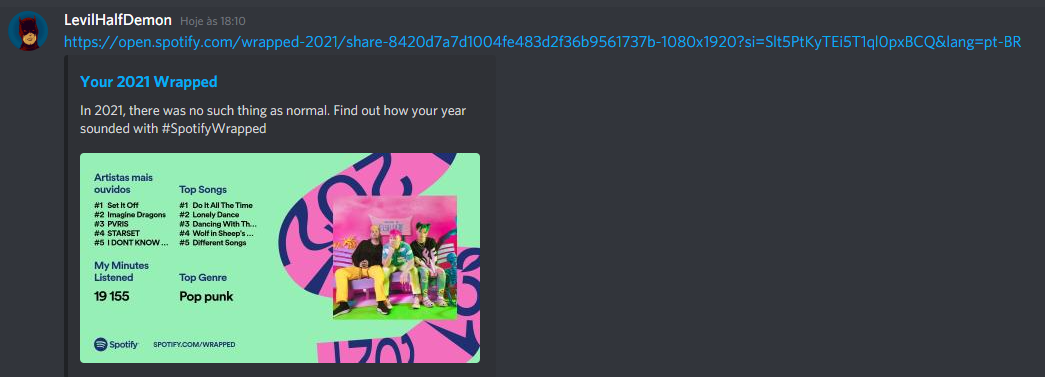 LevilHalfDemon Hoje às 18:10
https://open.spotify.com/wrapped-2021/share-8420d7a7d1004fe483d2f36b9561737b-1080x1920?si=Slt5PtKyTEi5T1ql0pxBCQ&lang=pt-BR
Your 2021 Wrapped
In 2021, there was no such thing as normal. Find out how your year
sounded with #SpotifyWrapped
Artistas mais
ouvidos
#1 Set It Off
#2 Imagine Dragons
#3 PVRIS
#4 STARSET
#5 I DONT KNOW ...
Top Songs
#1 Do It All The Time
#2 Lonely Dance
#3 Dancing With Th...
#4 Wolf in Sheep's ...
#5 Different Songs
My Minutes
Listened
19 155
Top Genre
Pop punk
Spotify
SPOTIFY.COM/WRAPPED